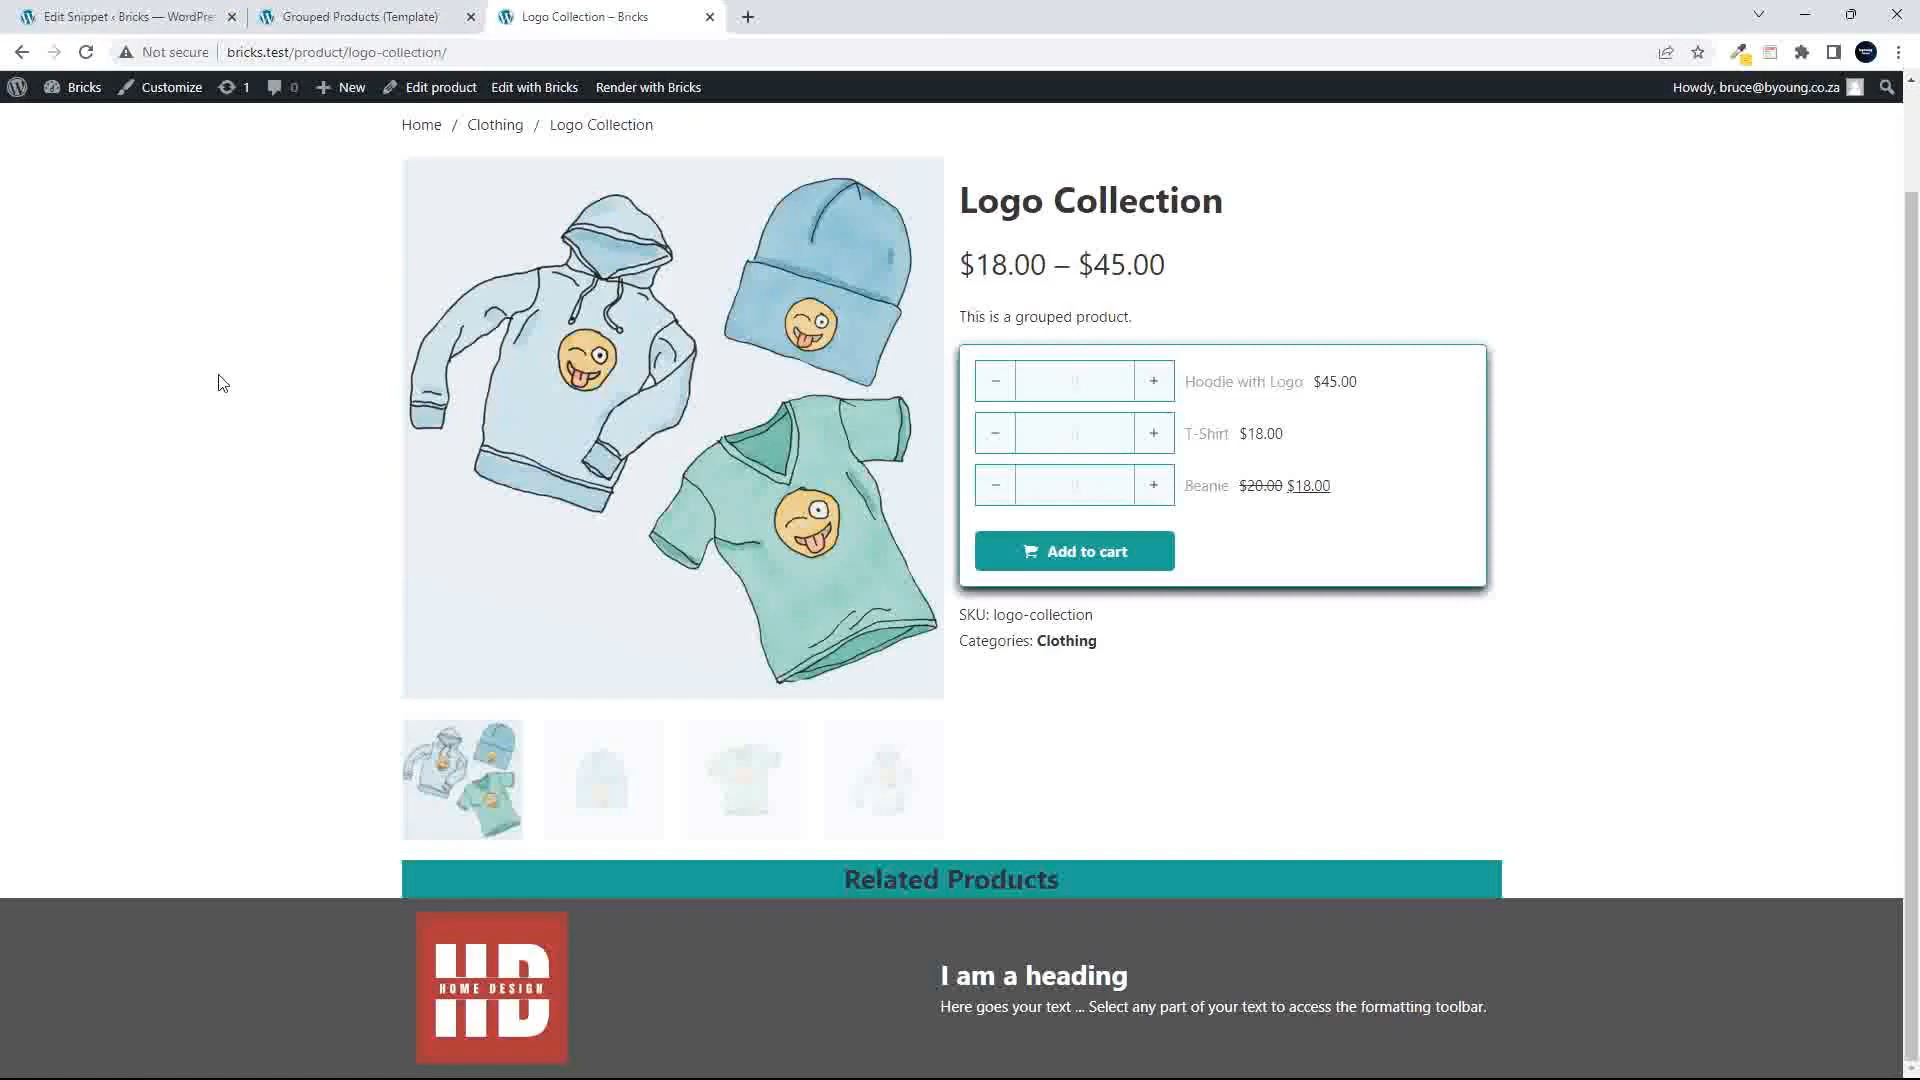 Edit Snippet ‹ Bricks — WordPre
Grouped Products (Template)
Logo Collection – Bricks
Not secure
bricks.test/product/logo-collection/
Bricks
Customize
1
0
New
Edit product
Edit with Bricks
Render with Bricks
Howdy, bruce@byoung.co.za
Home / Clothing / Logo Collection
Logo Collection
$18.00 – $45.00
This is a grouped product.
− 0 + Hoodie with Logo $45.00
− 0 + T-Shirt $18.00
− 0 + Beanie $20.00 $18.00
Add to cart
SKU: logo-collection
Categories: Clothing
Related Products
HD
HOME DESIGN
I am a heading
Here goes your text ... Select any part of your text to access the formatting toolbar.